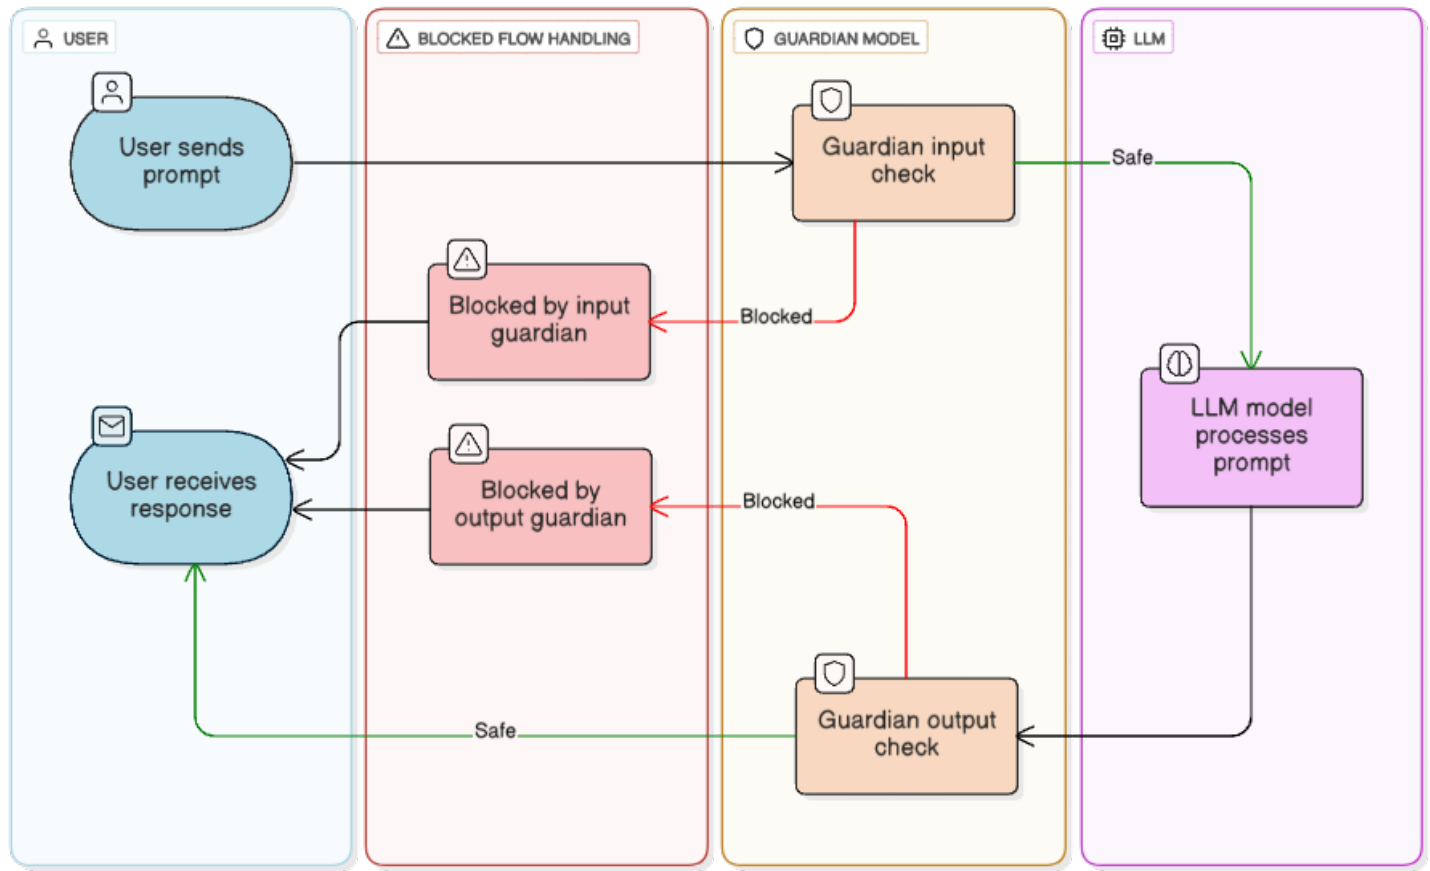 USER
BLOCKED FLOW HANDLING
GUARDIAN MODEL
LLM
User sends
prompt
Guardian input
check
Safe
Blocked by input
guardian
Blocked
LLM model
processes
prompt
User receives
response
Blocked by
output guardian
Blocked
Guardian output
check
Safe